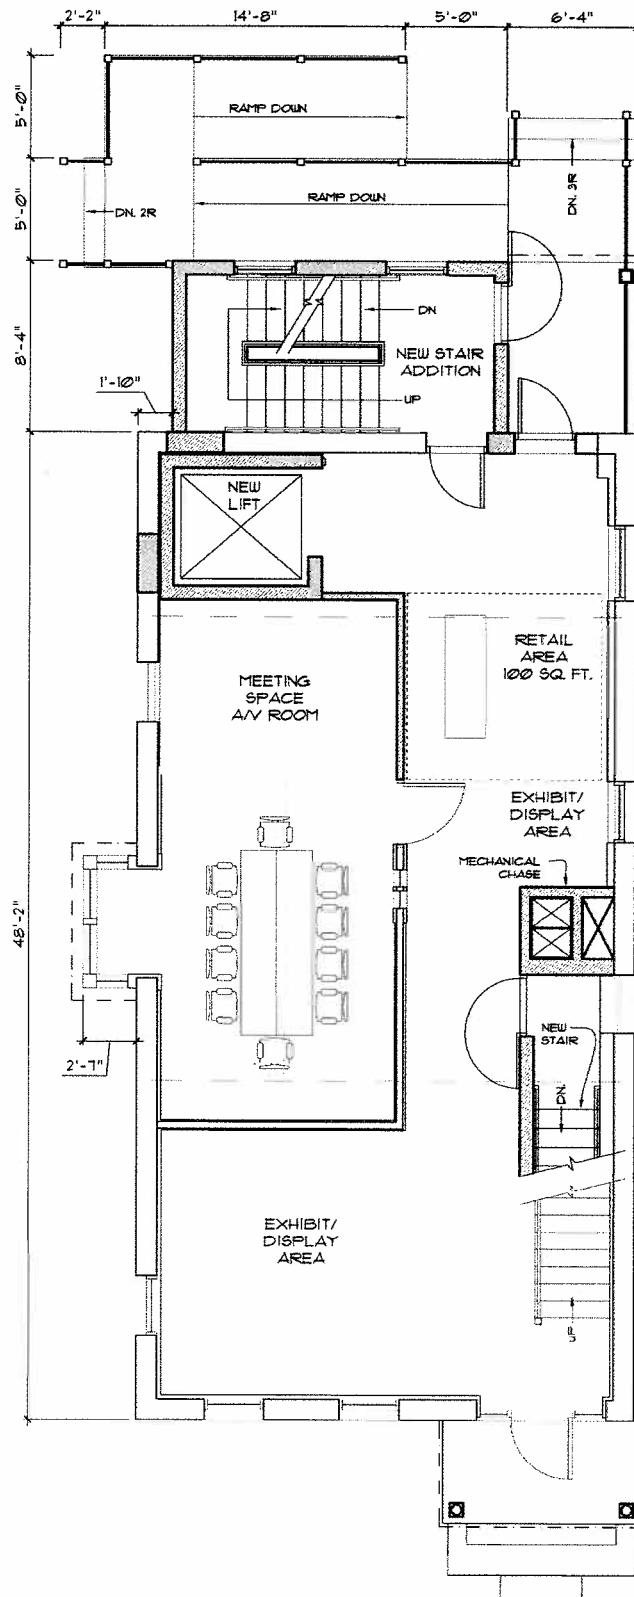 2'-2"
14'-8"
5'-0"
6'-4"
5'-0"
RAMP DOWN
5'-0"
DN. 2R
RAMP DOWN
DN. 3R
8'-4"
DN
NEW STAIR
ADDITION
1'-10"
UP
NEW
LIFT
RETAIL
AREA
100 SQ. FT.
MEETING
SPACE
A/V ROOM
EXHIBIT/
DISPLAY
AREA
MECHANICAL
CHASE
48'-2"
2'-7"
NEW
STAIR
DN.
EXHIBIT/
DISPLAY
AREA
UP